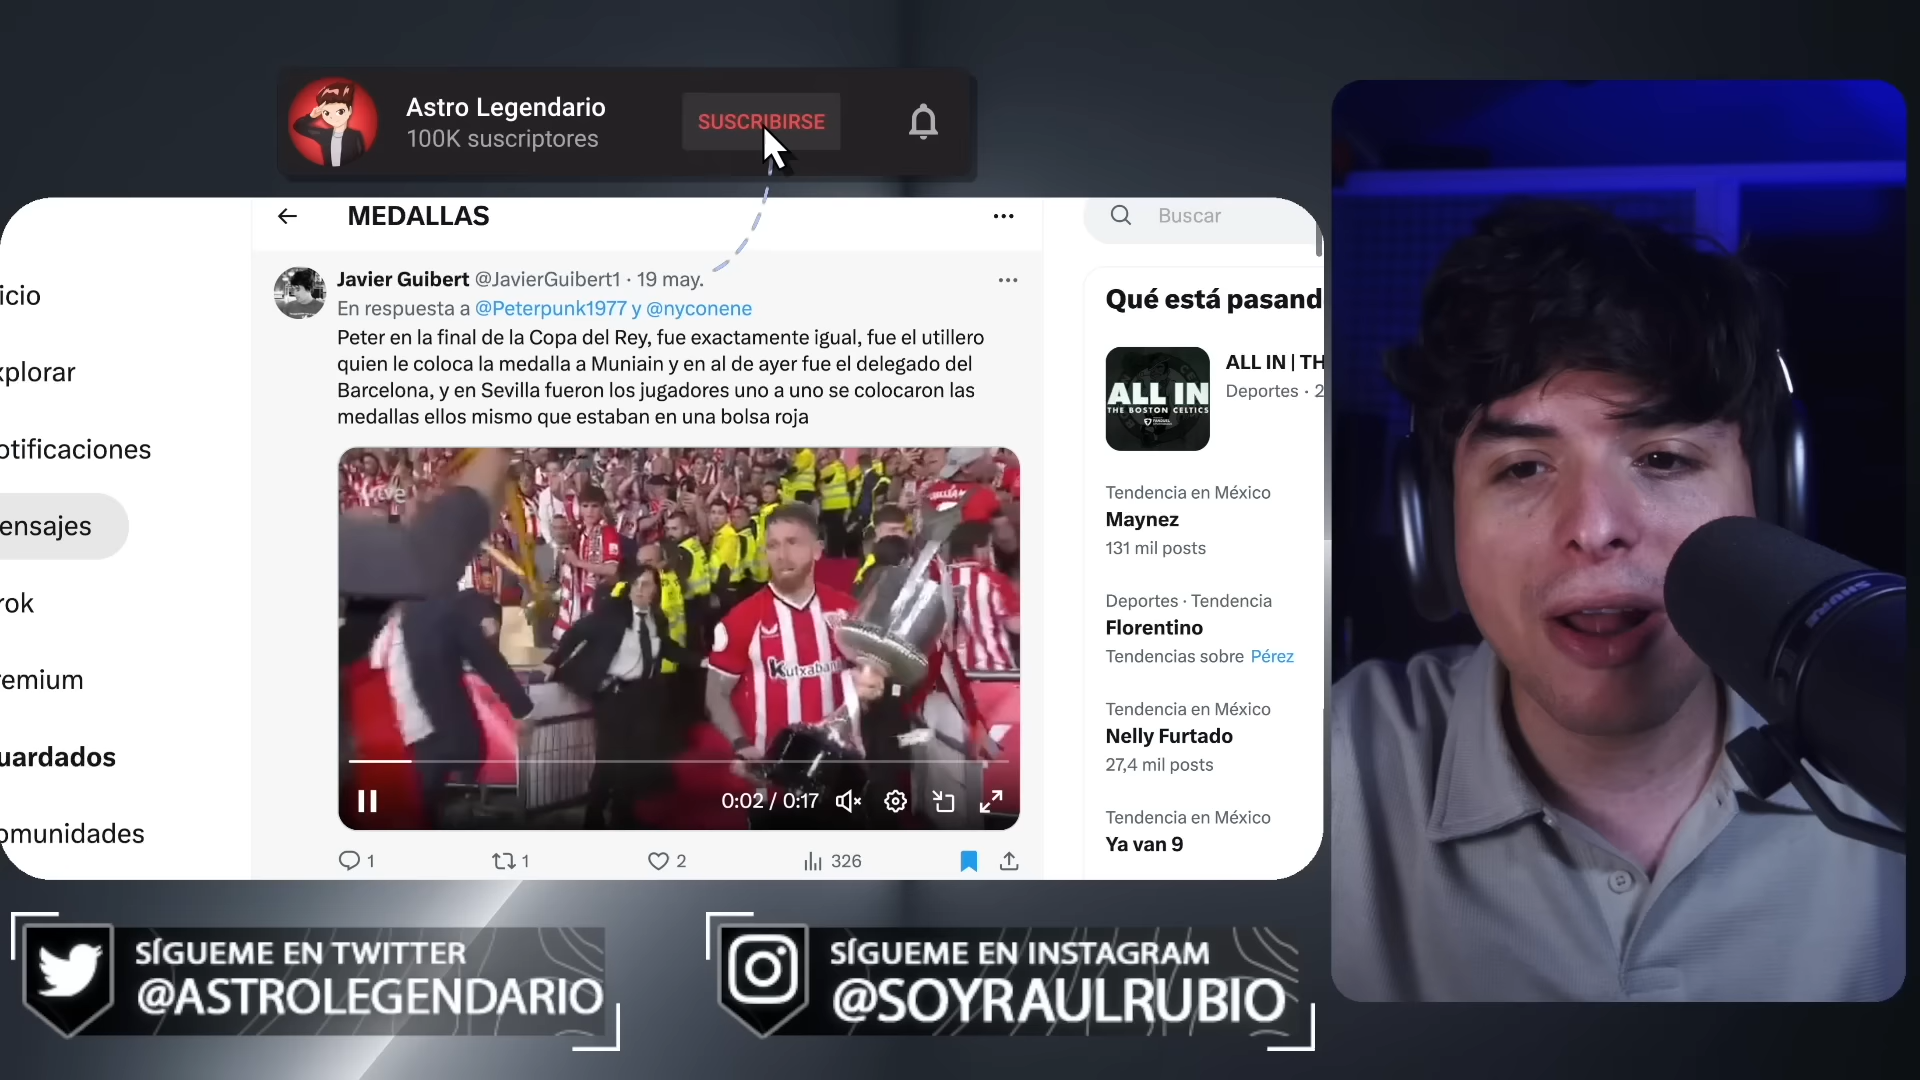 Astro Legendario
100K suscriptores
SUSCRIBIRSE
MEDALLAS
Buscar
icio
xplorar
otificaciones
ensajes
rok
remium
uardados
omunidades
Javier Guibert @JavierGuibert1 · 19 may.
En respuesta a @Peterpunk1977 y @nyconene
Peter en la final de la Copa del Rey, fue exactamente igual, fue el utillero
quien le coloca la medalla a Muniain y en al de ayer fue el delegado del
Barcelona, y en Sevilla fueron los jugadores uno a uno se colocaron las
medallas ellos mismo que estaban en una bolsa roja
Kutxabank
0:02 / 0:17
1
1
2
326
Qué está pasand
ALL IN
THE BOSTON CELTICS
ALL IN | TH
Deportes · 2
Tendencia en México
Maynez
131 mil posts
Deportes · Tendencia
Florentino
Tendencias sobre Pérez
Tendencia en México
Nelly Furtado
27,4 mil posts
Tendencia en México
Ya van 9
SHURE
SÍGUEME EN TWITTER
@ASTROLEGENDARIO
SÍGUEME EN INSTAGRAM
@SOYRAULRUBIO